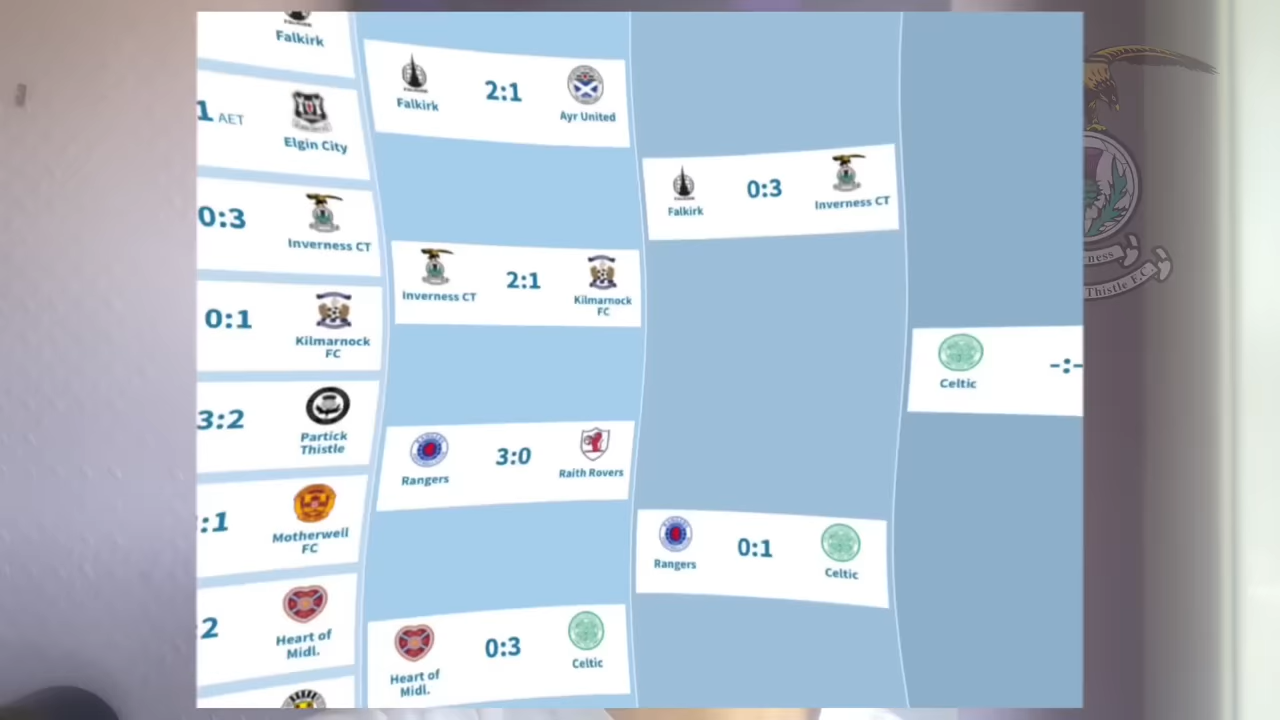 Falkirk
1 AET
Elgin City
0:3
Inverness CT
0:1
Kilmarnock
FC
3:2
Partick
Thistle
:1
Motherwell
FC
2
Heart of
Midl.
Falkirk
2:1
Ayr United
Inverness CT
2:1
Kilmarnock
FC
Rangers
3:0
Raith Rovers
Heart of
Midl.
0:3
Celtic
Falkirk
0:3
Inverness CT
Rangers
0:1
Celtic
Celtic
-:-
ness
Thistle F.C.